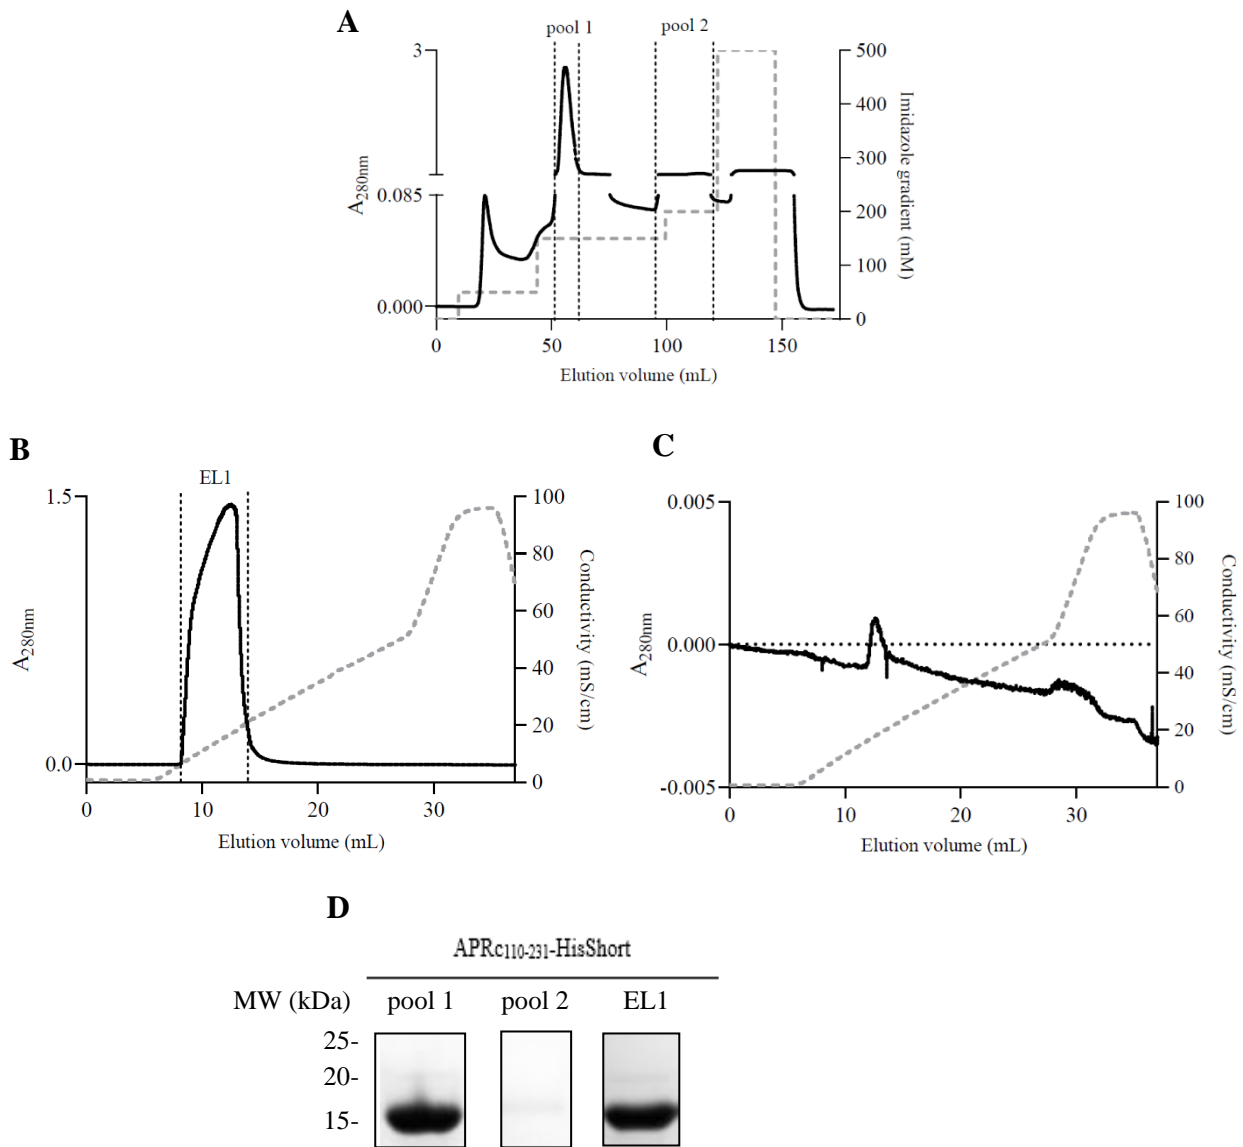 A
pool 1
pool 2
3
0.085
0.000
A280nm
500
400
300
200
100
0
Imidazole gradient (mM)
0
50
100
150
Elution volume (mL)
B
EL1
1.5
0.0
A280nm
100
80
60
40
20
0
Conductivity (mS/cm)
0
10
20
30
Elution volume (mL)
C
0.005
0.000
-0.005
A280nm
100
80
60
40
20
0
Conductivity (mS/cm)
0
10
20
30
Elution volume (mL)
D
APRc110-231-HisShort
MW (kDa) pool 1 pool 2 EL1
25-
20-
15-